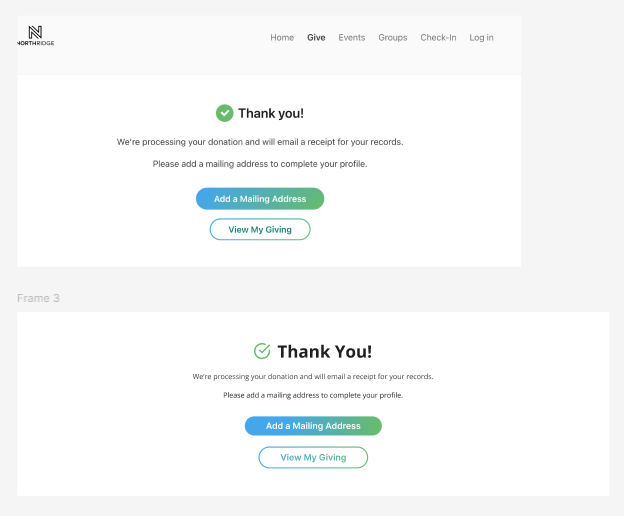 NORTHRIDGE
Home Give Events Groups Check-In Log in
Thank you!
We're processing your donation and will email a receipt for your records.
Please add a mailing address to complete your profile.
Add a Mailing Address
View My Giving
Frame 3
Thank You!
We're processing your donation and will email a receipt for your records.
Please add a mailing address to complete your profile.
Add a Mailing Address
View My Giving